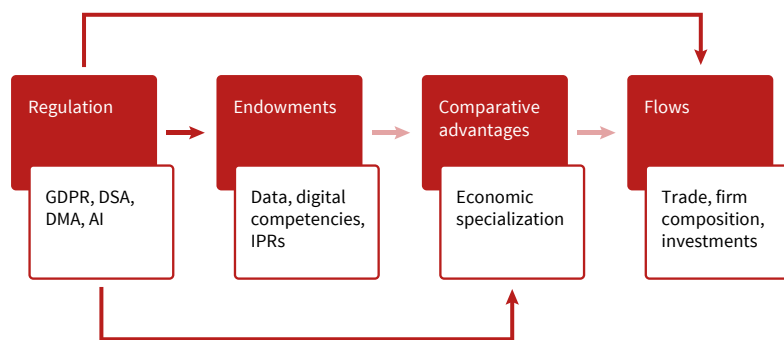 Regulation
GDPR, DSA,
DMA, AI
Endowments
Data, digital
competencies,
IPRs
Comparative
advantages
Economic
specialization
Flows
Trade, firm
composition,
investments